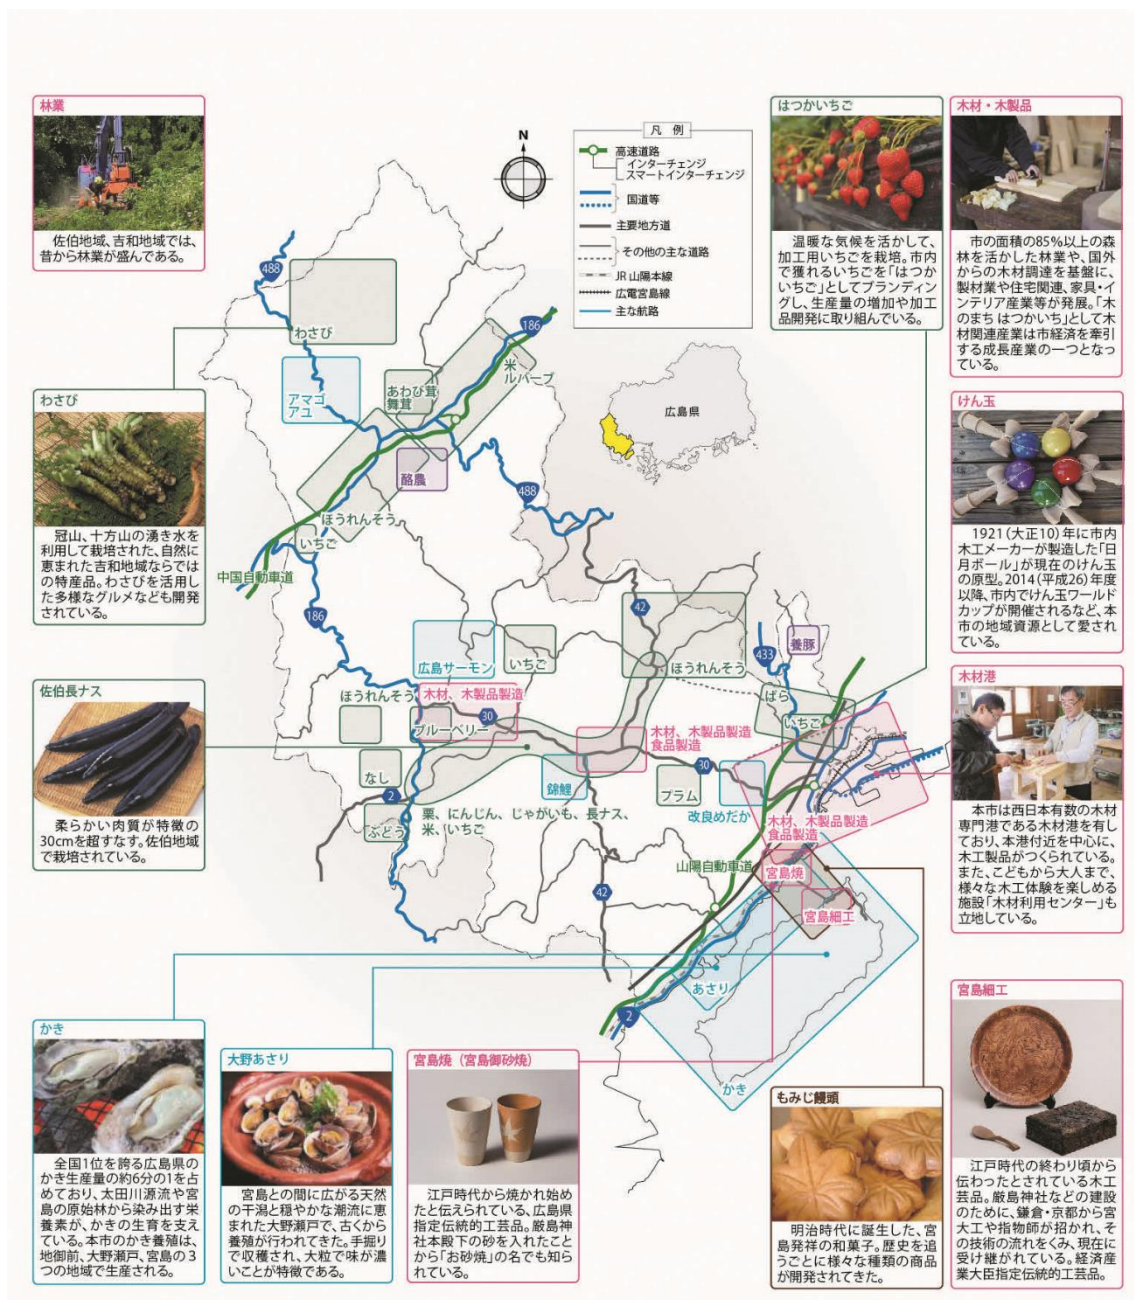 林業
佐伯地域、吉和地域では、
昔から林業が盛んである。
わさび
冠山、十方山の湧き水を
利用して栽培された、自然に
恵まれた吉和地域ならでは
の特産品。わさびを活用し
た多様なグルメなども開発
されている。
佐伯長ナス
柔らかい肉質が特徴の
30cmを超すなす。佐伯地域
で栽培されている。
かき
全国1位を誇る広島県の
かき生産量の約6分の1を占
めており、太田川源流や宮
島の原始林から染み出す栄
養素が、かきの生育を支え
ている。本市のかき養殖は、
地御前、大野瀬戸、宮島の3
つの地域で生産される。
大野あさり
宮島との間に広がる天然
の干潟と穏やかな潮流に恵
まれた大野瀬戸で、古くから
養殖が行われてきた。手掘り
で収穫され、大粒で味が濃
いことが特徴である。
宮島焼（宮島御砂焼）
江戸時代から焼かれ始め
たと伝えられている、広島県
指定伝統的工芸品。厳島神
社本殿下の砂を入れたこと
から「お砂焼」の名でも知ら
れている。
もみじ饅頭
明治時代に誕生した、宮
島発祥の和菓子。歴史を追
うごとに様々な種類の商品
が開発されてきた。
はつかいちご
温暖な気候を活かして、
加工用いちごを栽培。市内
で獲れるいちごを「はつか
いちご」としてブランディン
グし、生産量の増加や加工
品開発に取り組んでいる。
木材・木製品
市の面積の85%以上の森
林を活かした林業や、国外
からの木材調達を基盤に、
製材業や住宅関連、家具・イ
ンテリア産業等が発展。「木
のまち はつかいち」として木
材関連産業は市経済を牽引
する成長産業の一つとなっ
ている。
けん玉
1921（大正10）年に市内
木工メーカーが製造した「日
月ボール」が現在のけん玉
の原型。2014（平成26）年度
以降、市内でけん玉ワールド
カップが開催されるなど、本
市の地域資源として愛され
ている。
木材港
本市は西日本有数の木材
専門港である木材港を有し
ており、本港付近を中心に、
木工製品がつくられている。
また、こどもから大人まで、
様々な木工体験を楽しめる
施設「木材利用センター」も
立地している。
宮島細工
江戸時代の終わり頃から
伝わったとされている木工
芸品。厳島神社などの建設
のために、鎌倉・京都から宮
大工や指物師が招かれ、そ
の技術の流れをくみ、現在に
受け継がれている。経済産
業大臣指定伝統的工芸品。
N
凡 例
高速道路
インターチェンジ
スマートインターチェンジ
国道等
主要地方道
その他の主な道路
JR山陽本線
広電宮島線
主な航路
広島県
488
わさび
186
米
ルバーブ
あわび茸
舞茸
アマゴ
アユ
酪農
488
ほうれんそう
いちご
中国自動車道
186
42
433
養豚
広島サーモン
いちご
ほうれんそう
ばら
いちご
ほうれんそう
木材、木製品製造
ブルーベリー
30
木材、木製品製造
食品製造
30
なし
2
錦鯉
プラム
改良めだか
ぶどう
栗、にんじん、じゃがいも、長ナス、
米、いちご
木材、木製品製造
食品製造
山陽自動車道
宮島焼
42
宮島細工
あさり
2
かき